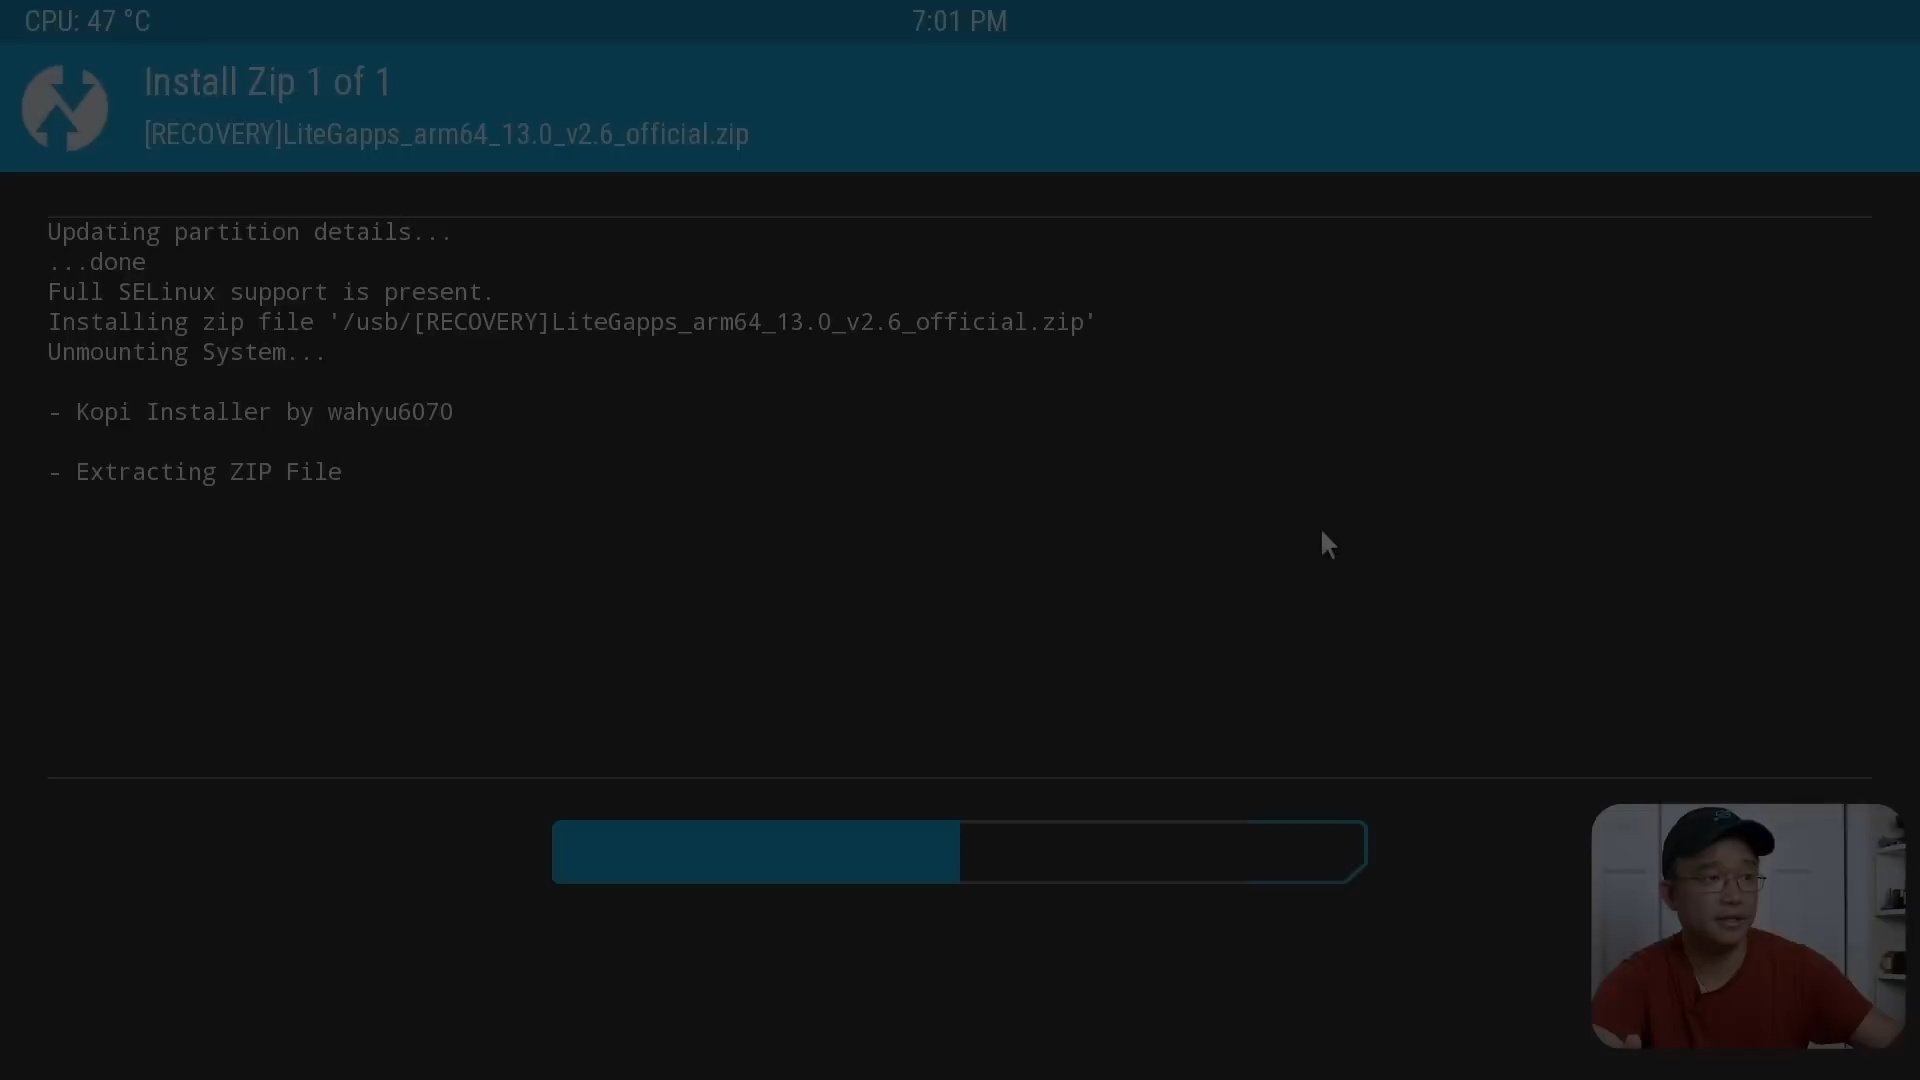 CPU: 47 °C
7:01 PM
Install Zip 1 of 1
[RECOVERY]LiteGapps_arm64_13.0_v2.6_official.zip
Updating partition details...
...done
Full SELinux support is present.
Installing zip file '/usb/[RECOVERY]LiteGapps_arm64_13.0_v2.6_official.zip'
Unmounting System...
- Kopi Installer by wahyu6070
- Extracting ZIP File